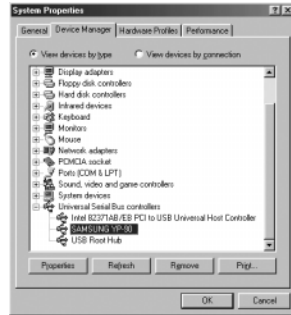 System Properties
General Device Manager Hardware Profiles Performance
View devices by type View devices by connection
Display adapters
Floppy disk controllers
Hard disk controllers
Infrared devices
Keyboard
Monitors
Mouse
Network adapters
PCMCIA socket
Ports (COM & LPT)
Sound, video and game controllers
System devices
Universal Serial Bus controllers
Intel 82371AB/EB PCI to USB Universal Host Controller
SAMSUNG YP-90
USB Root Hub
Properties Refresh Remove Print...
OK Cancel